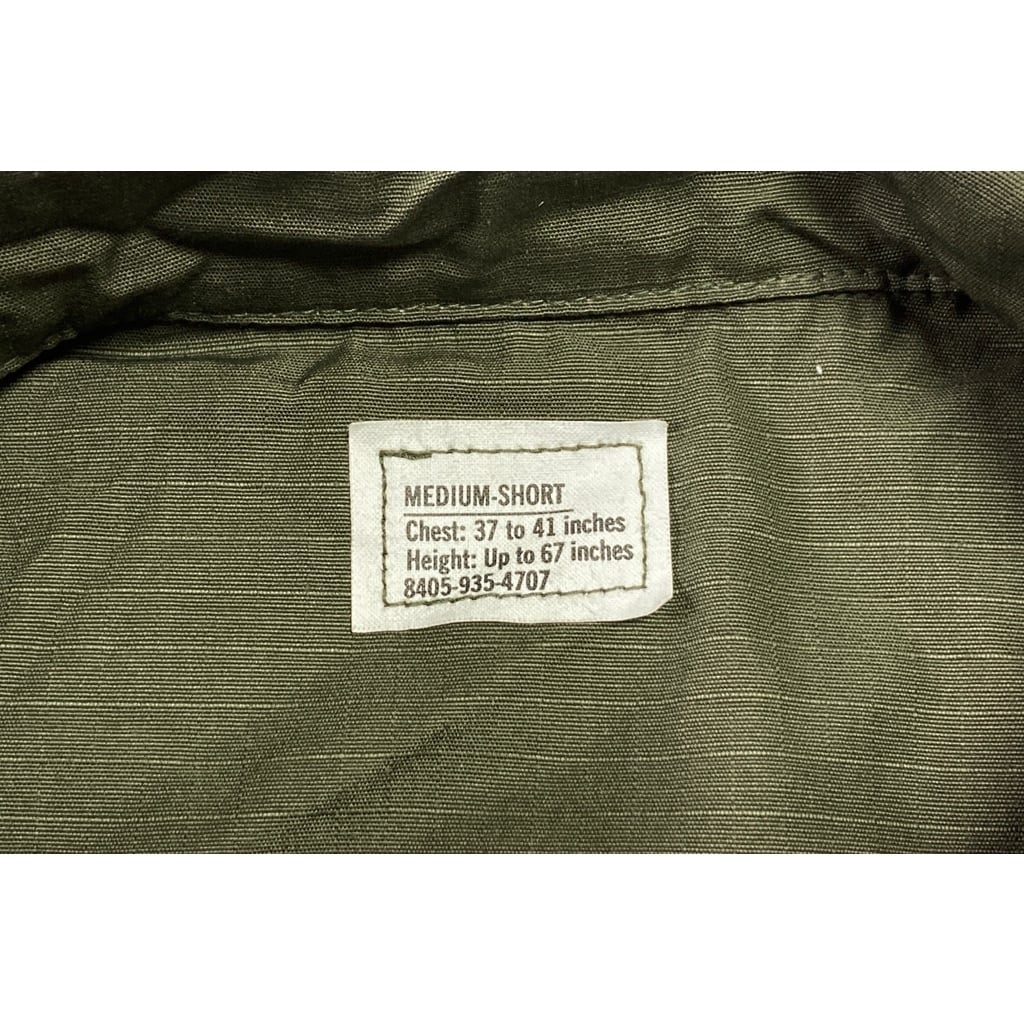 MEDIUM-SHORT
Chest: 37 to 41 inches
Height: Up to 67 inches
8405-935-4707